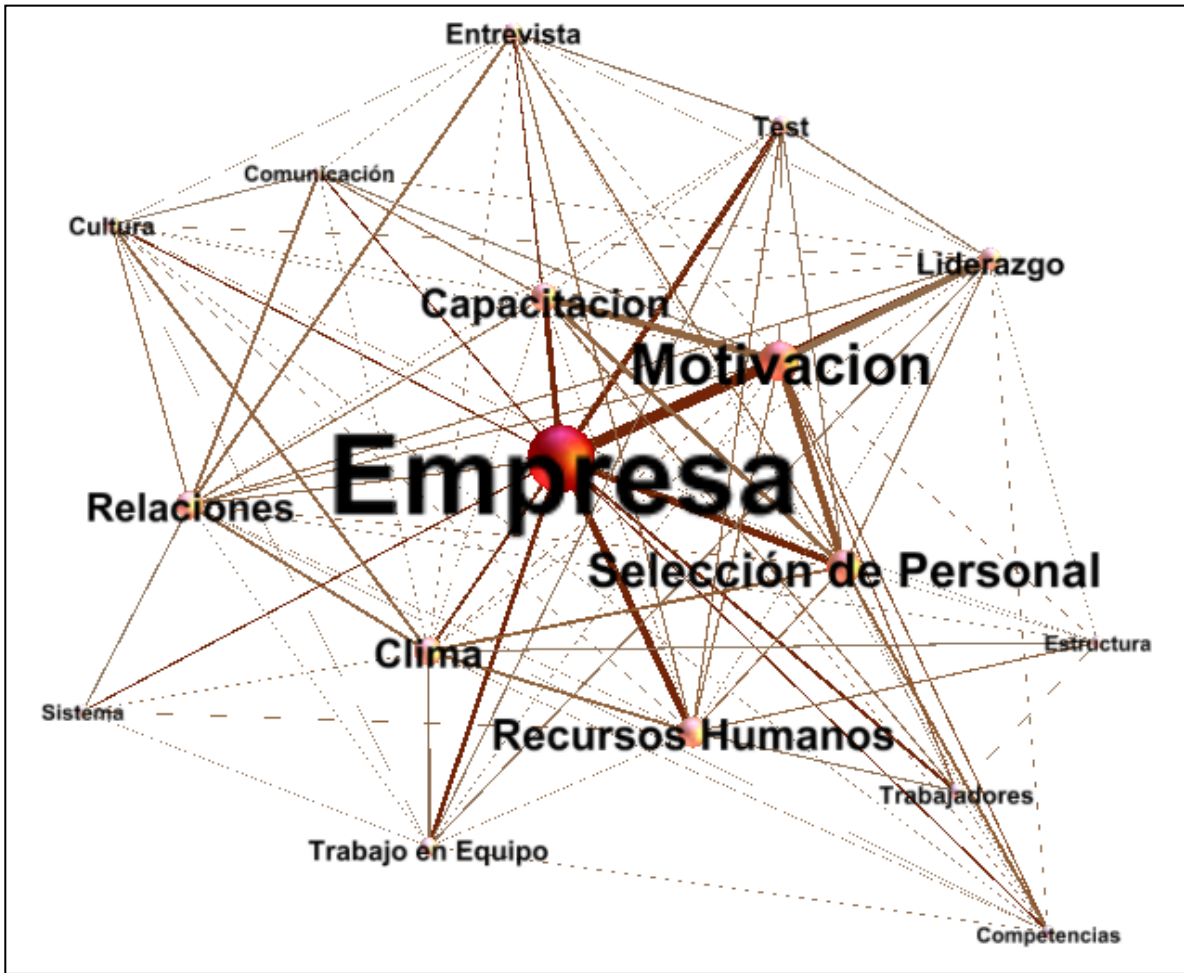 Entrevista
Test
Comunicación
Cultura
Liderazgo
Capacitacion
Motivacion
Empresa
Relaciones
Selección de Personal
Estructura
Clima
Sistema
Recursos Humanos
Trabajadores
Trabajo en Equipo
Competencias